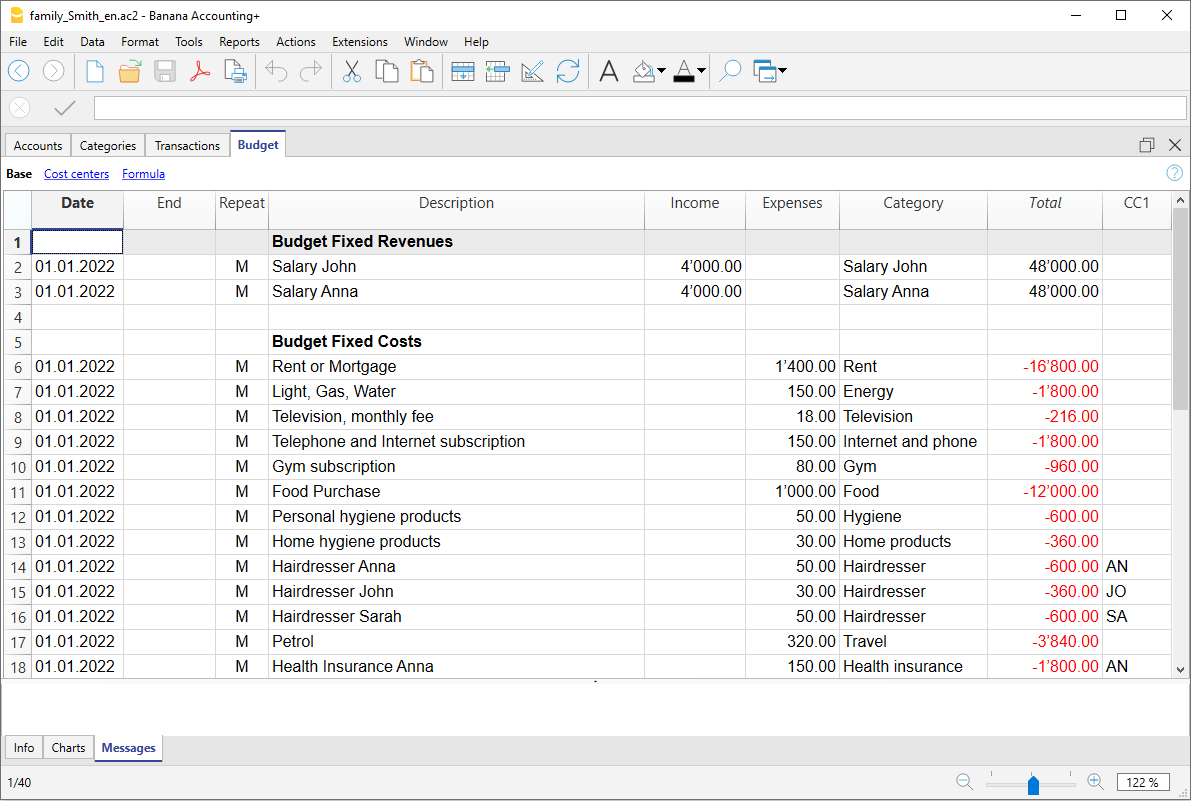 family_Smith_en.ac2 - Banana Accounting+
File Edit Data Format Tools Reports Actions Extensions Window Help
Accounts Categories Transactions Budget
Base Cost centers Formula
Date End Repeat Description Income Expenses Category Total CC1
1 Budget Fixed Revenues
2 01.01.2022 M Salary John 4’000.00 Salary John 48’000.00
3 01.01.2022 M Salary Anna 4’000.00 Salary Anna 48’000.00
4
5 Budget Fixed Costs
6 01.01.2022 M Rent or Mortgage 1’400.00 Rent -16’800.00
7 01.01.2022 M Light, Gas, Water 150.00 Energy -1’800.00
8 01.01.2022 M Television, monthly fee 18.00 Television -216.00
9 01.01.2022 M Telephone and Internet subscription 150.00 Internet and phone -1’800.00
10 01.01.2022 M Gym subscription 80.00 Gym -960.00
11 01.01.2022 M Food Purchase 1’000.00 Food -12’000.00
12 01.01.2022 M Personal hygiene products 50.00 Hygiene -600.00
13 01.01.2022 M Home hygiene products 30.00 Home products -360.00
14 01.01.2022 M Hairdresser Anna 50.00 Hairdresser -600.00 AN
15 01.01.2022 M Hairdresser John 30.00 Hairdresser -360.00 JO
16 01.01.2022 M Hairdresser Sarah 50.00 Hairdresser -600.00 SA
17 01.01.2022 M Petrol 320.00 Travel -3’840.00
18 01.01.2022 M Health Insurance Anna 150.00 Health insurance -1’800.00 AN
Info Charts Messages
1/40 122 %